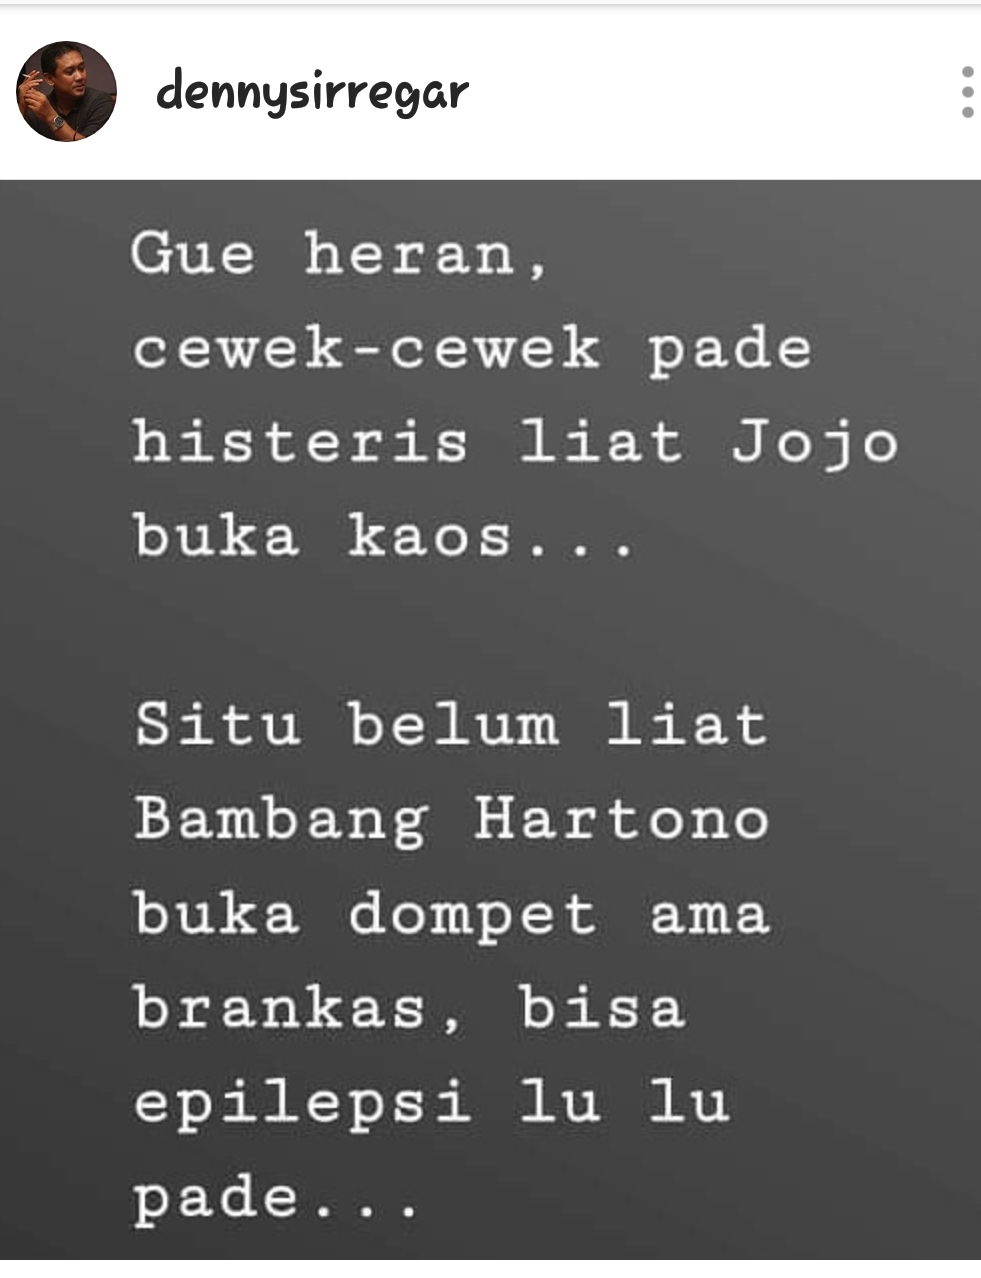 dennysirregar
Gue heran,
cewek-cewek pade
histeris liat Jojo
buka kaos...
Situ belum liat
Bambang Hartono
buka dompet ama
brankas, bisa
epilepsi lu lu
pade...